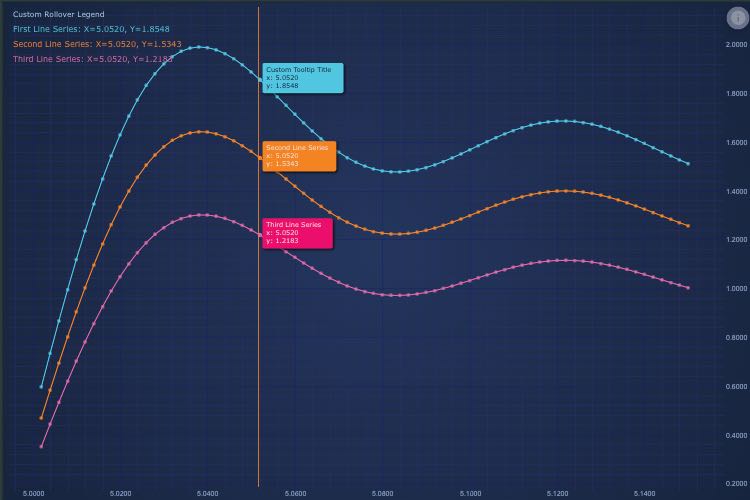 Custom Rollover Legend
First Line Series: X=5.0520, Y=1.8548
Second Line Series: X=5.0520, Y=1.5343
Third Line Series: X=5.0520, Y=1.2183
Custom Tooltip Title
x: 5.0520
y: 1.8548
Second Line Series
x: 5.0520
y: 1.5343
Third Line Series
x: 5.0520
y: 1.2183
2.0000
1.8000
1.6000
1.4000
1.2000
1.0000
0.8000
0.6000
0.4000
0.2000
5.0000 5.0200 5.0400 5.0600 5.0800 5.1000 5.1200 5.1400